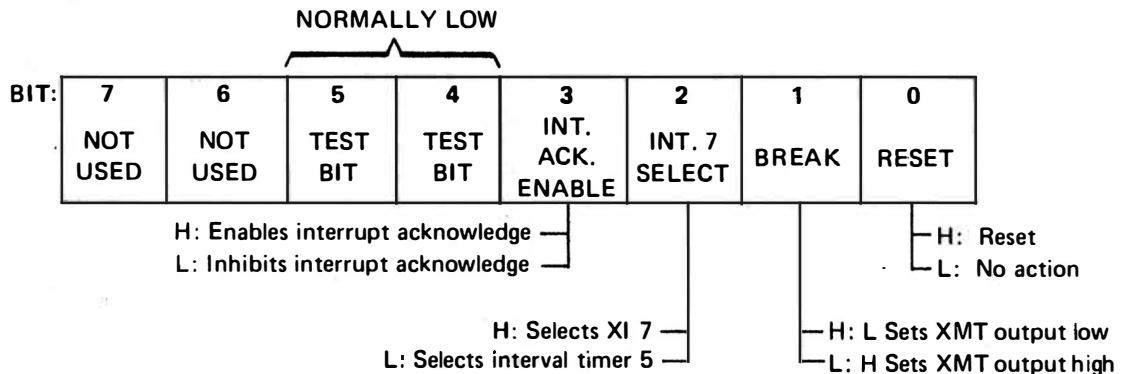 NORMALLY LOW
BIT: 7 6 5 4 3 2 1 0
NOT USED NOT USED TEST BIT TEST BIT INT. ACK. ENABLE INT. 7 SELECT BREAK RESET
H: Enables interrupt acknowledge
L: Inhibits interrupt acknowledge
H: Reset
L: No action
H: Selects XI 7
L: Selects interval timer 5
H: L Sets XMT output low
L: H Sets XMT output high